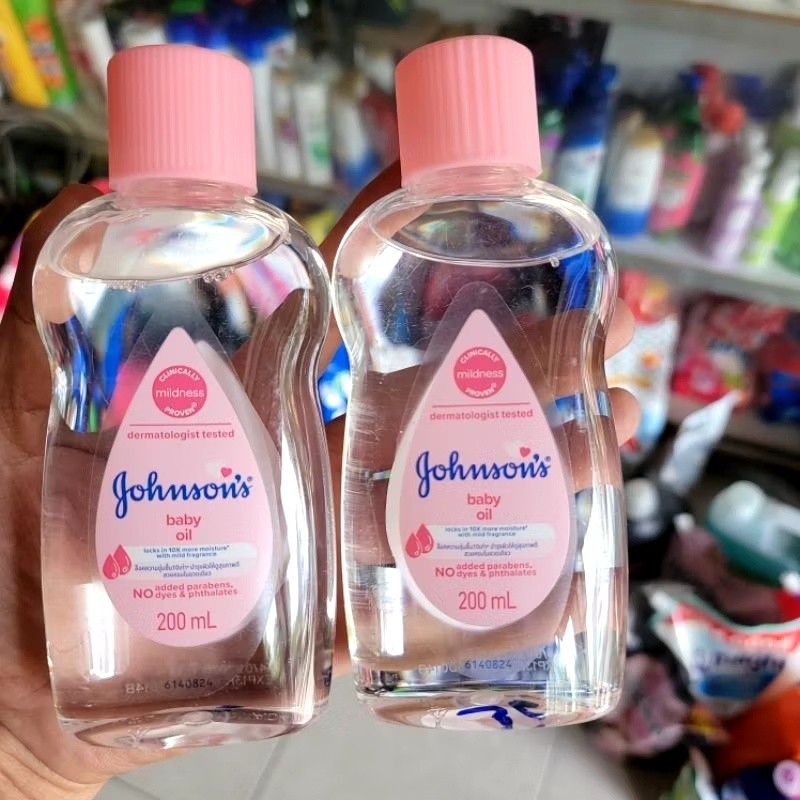 CLINICALLY
mildness
PROVEN®
dermatologist tested
Johnson's®
baby
oil
locks in 10X more moisture*
with mild fragrance
NO added parabens,
dyes & phthalates
200 mL
6140824
CLINICALLY
mildness
PROVEN®
dermatologist tested
Johnson's®
baby
oil
locks in 10X more moisture*
with mild fragrance
NO added parabens,
dyes & phthalates
200 mL
6140824